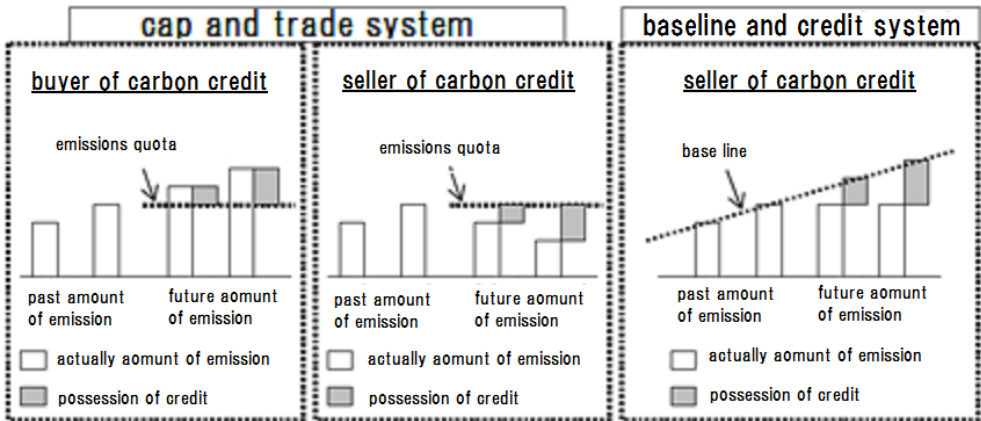 cap and trade system
baseline and credit system
buyer of carbon credit
emissions quota
past amount
of emission
future aomunt
of emission
actually aomunt of emission
possession of credit
seller of carbon credit
emissions quota
past amount
of emission
future aomunt
of emission
actually aomunt of emission
possession of credit
seller of carbon credit
base line
past amount
of emission
future aomunt
of emission
actually aomunt of emission
possession of credit